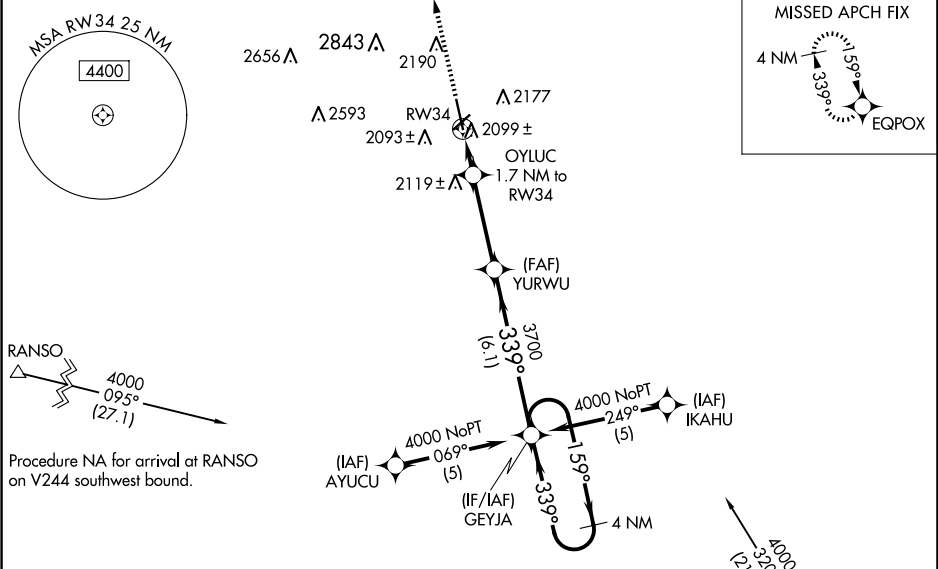 MSA RW34 25 NM
4400
2656
2843
2190
2593
RW34
2177
2093 ±
2099 ±
OYLUC
1.7 NM to
RW34
2119 ±
(FAF)
YURWU
3700
339°
(6.1)
MISSED APCH FIX
4 NM
339°
159°
EQPOX
RANSO
4000
095°
(27.1)
Procedure NA for arrival at RANSO
on V244 southwest bound.
4000 NoPT
069°
(5)
(IAF)
AYUCU
(IF/IAF)
GEYJA
4000 NoPT
249°
(5)
(IAF)
IKAHU
159°
339°
4 NM
4000
320